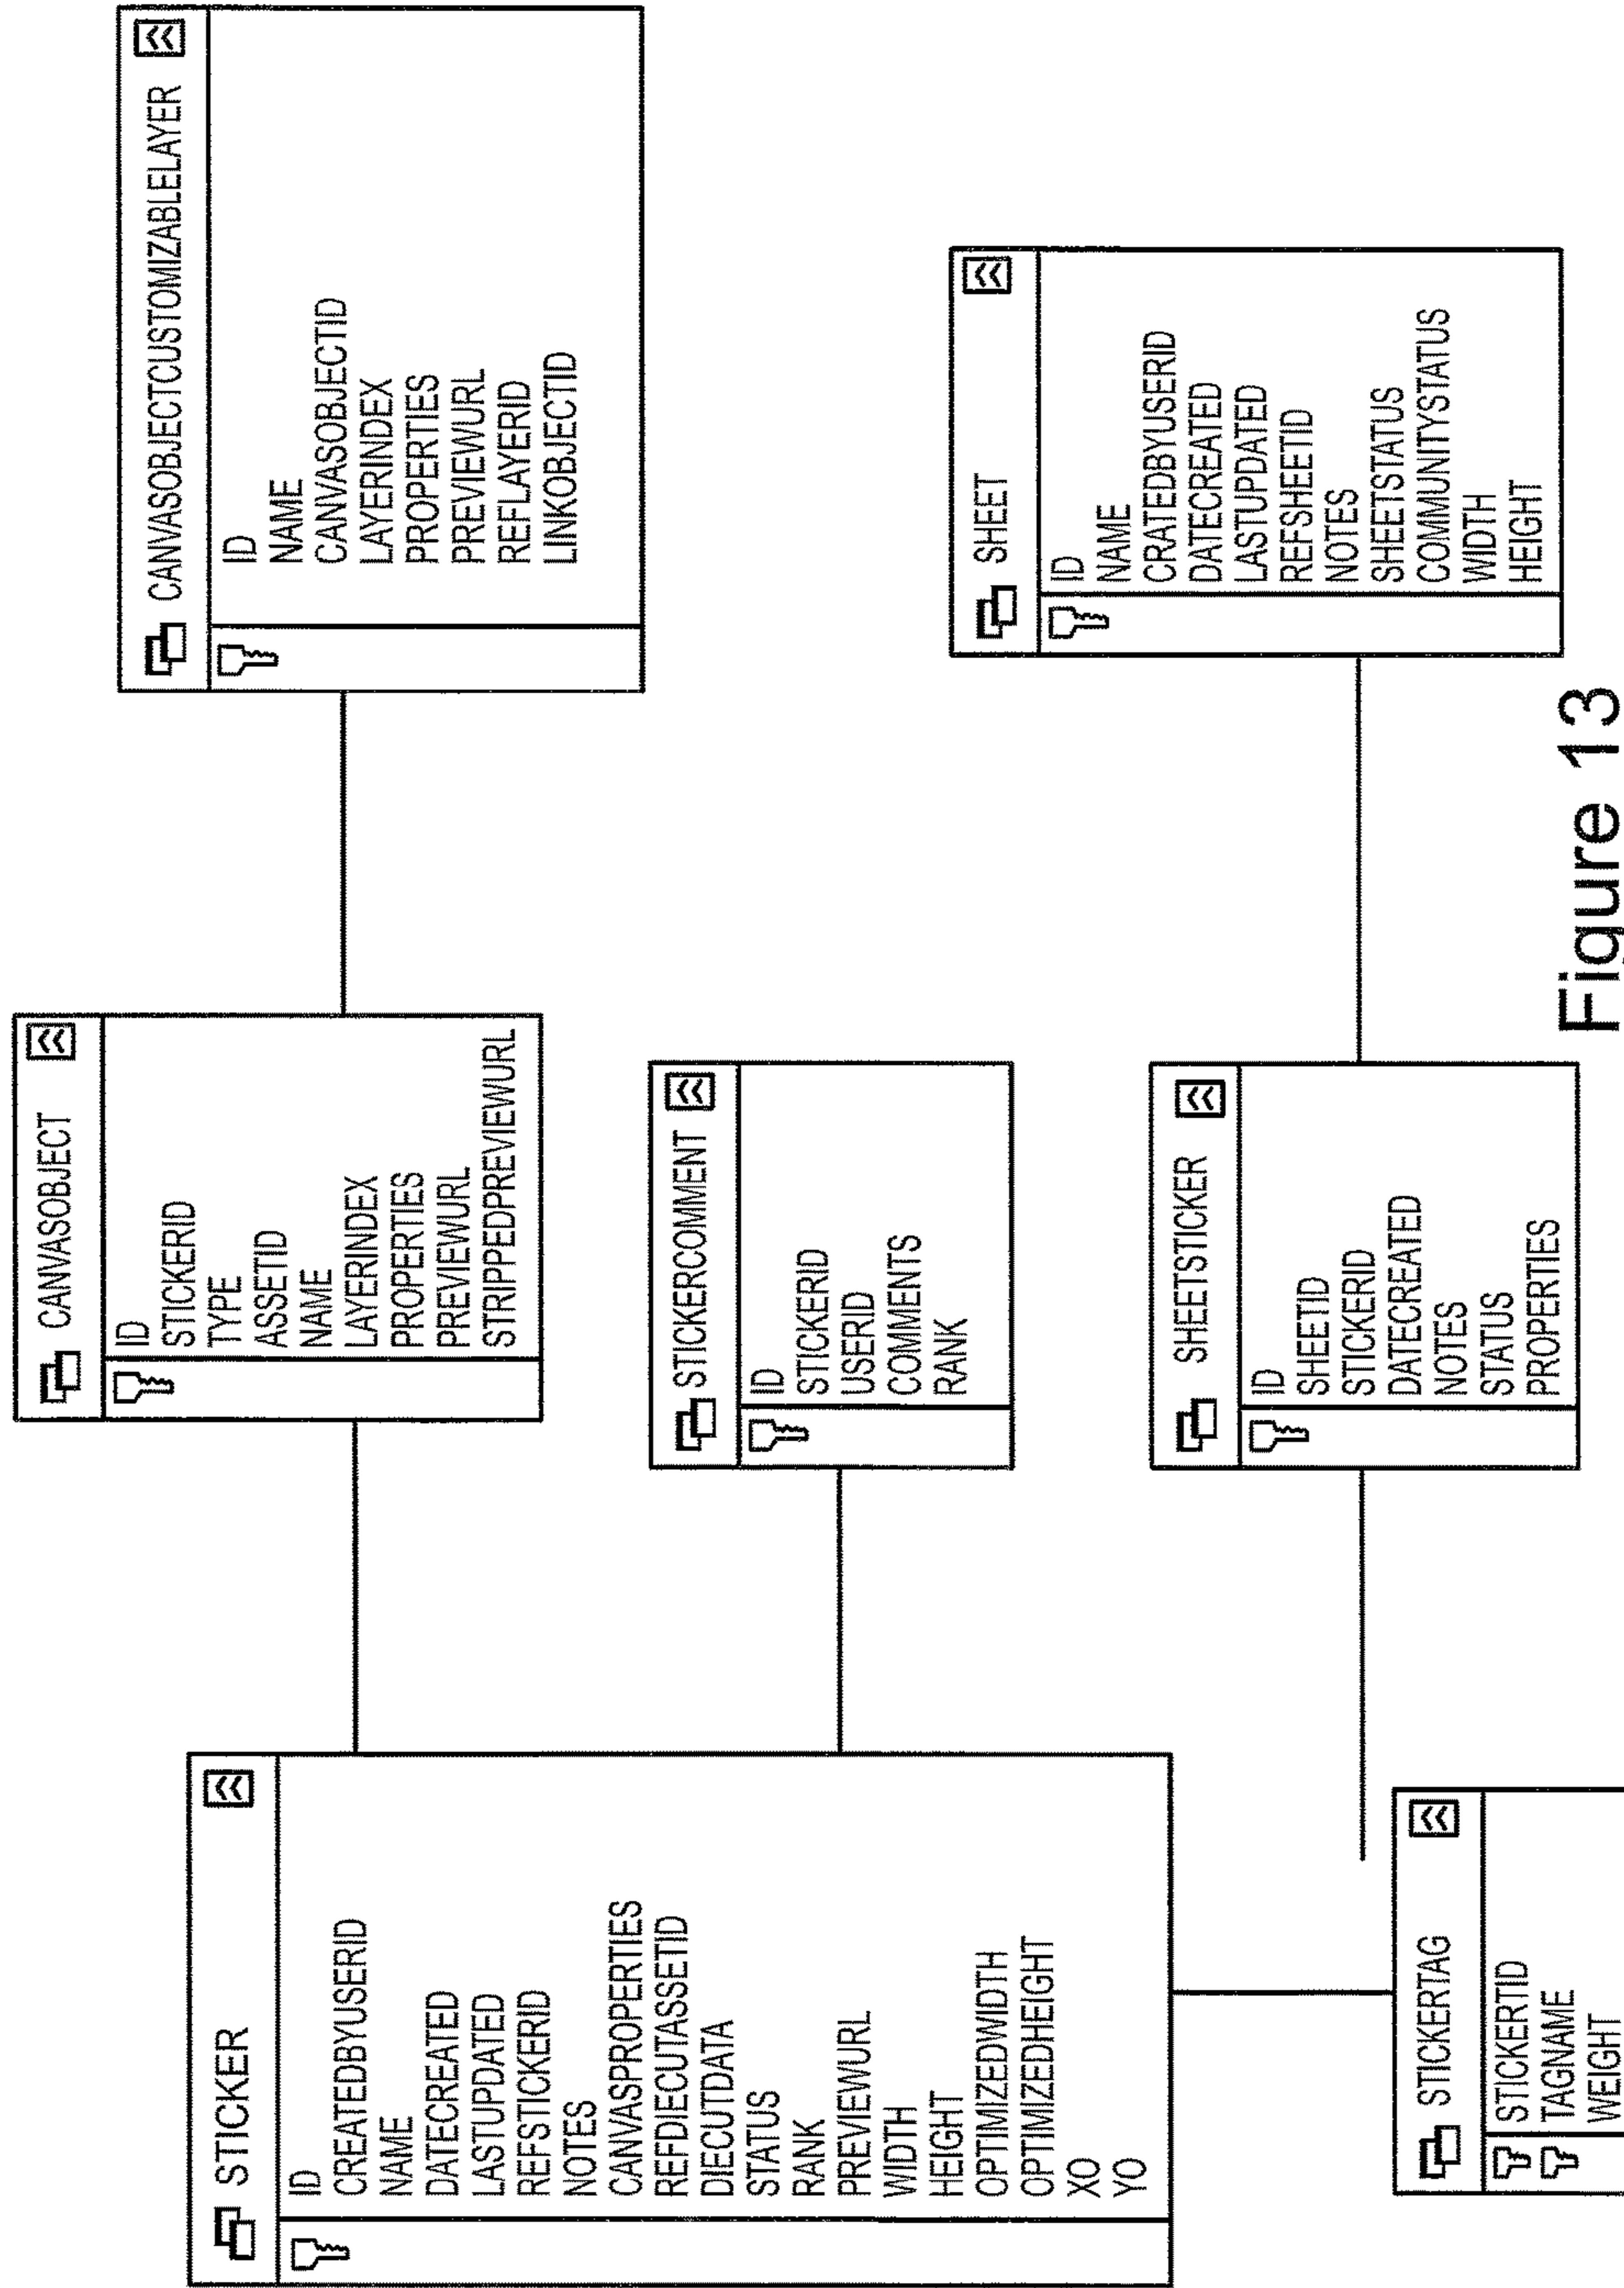 STICKER
ID
CREATEDBYUSERID
NAME
DATECREATED
LASTUPDATED
REFSTICKERID
NOTES
CANVASPROPERTIES
REFDIECUTASSETID
DIECUTDATA
STATUS
RANK
PREVIEWURL
WIDTH
HEIGHT
OPTIMIZEDWIDTH
OPTIMIZEDHEIGHT
XO
YO
STICKERTAG
STICKERTID
TAGNAME
WEIGHT
CANVASOBJECT
ID
STICKERID
TYPE
ASSETID
NAME
LAYERINDEX
PROPERTIES
PREVIEWURL
STRIPPEDPREVIEWURL
STICKERCOMMENT
ID
STICKERID
USERID
COMMENTS
RANK
SHEETSTICKER
ID
SHEETID
STICKERID
DATECREATED
NOTES
STATUS
PROPERTIES
CANVASOBJECTCUSTOMIZABLELAYER
ID
NAME
CANVASOBJECTID
LAYERINDEX
PROPERTIES
PREVIEWURL
REFLAYERID
LINKOBJECTID
SHEET
ID
NAME
CRATEDBYUSERID
DATECREATED
LASTUPDATED
REFSHEETID
NOTES
SHEETSTATUS
COMMUNITYSTATUS
WIDTH
HEIGHT
Figure 13